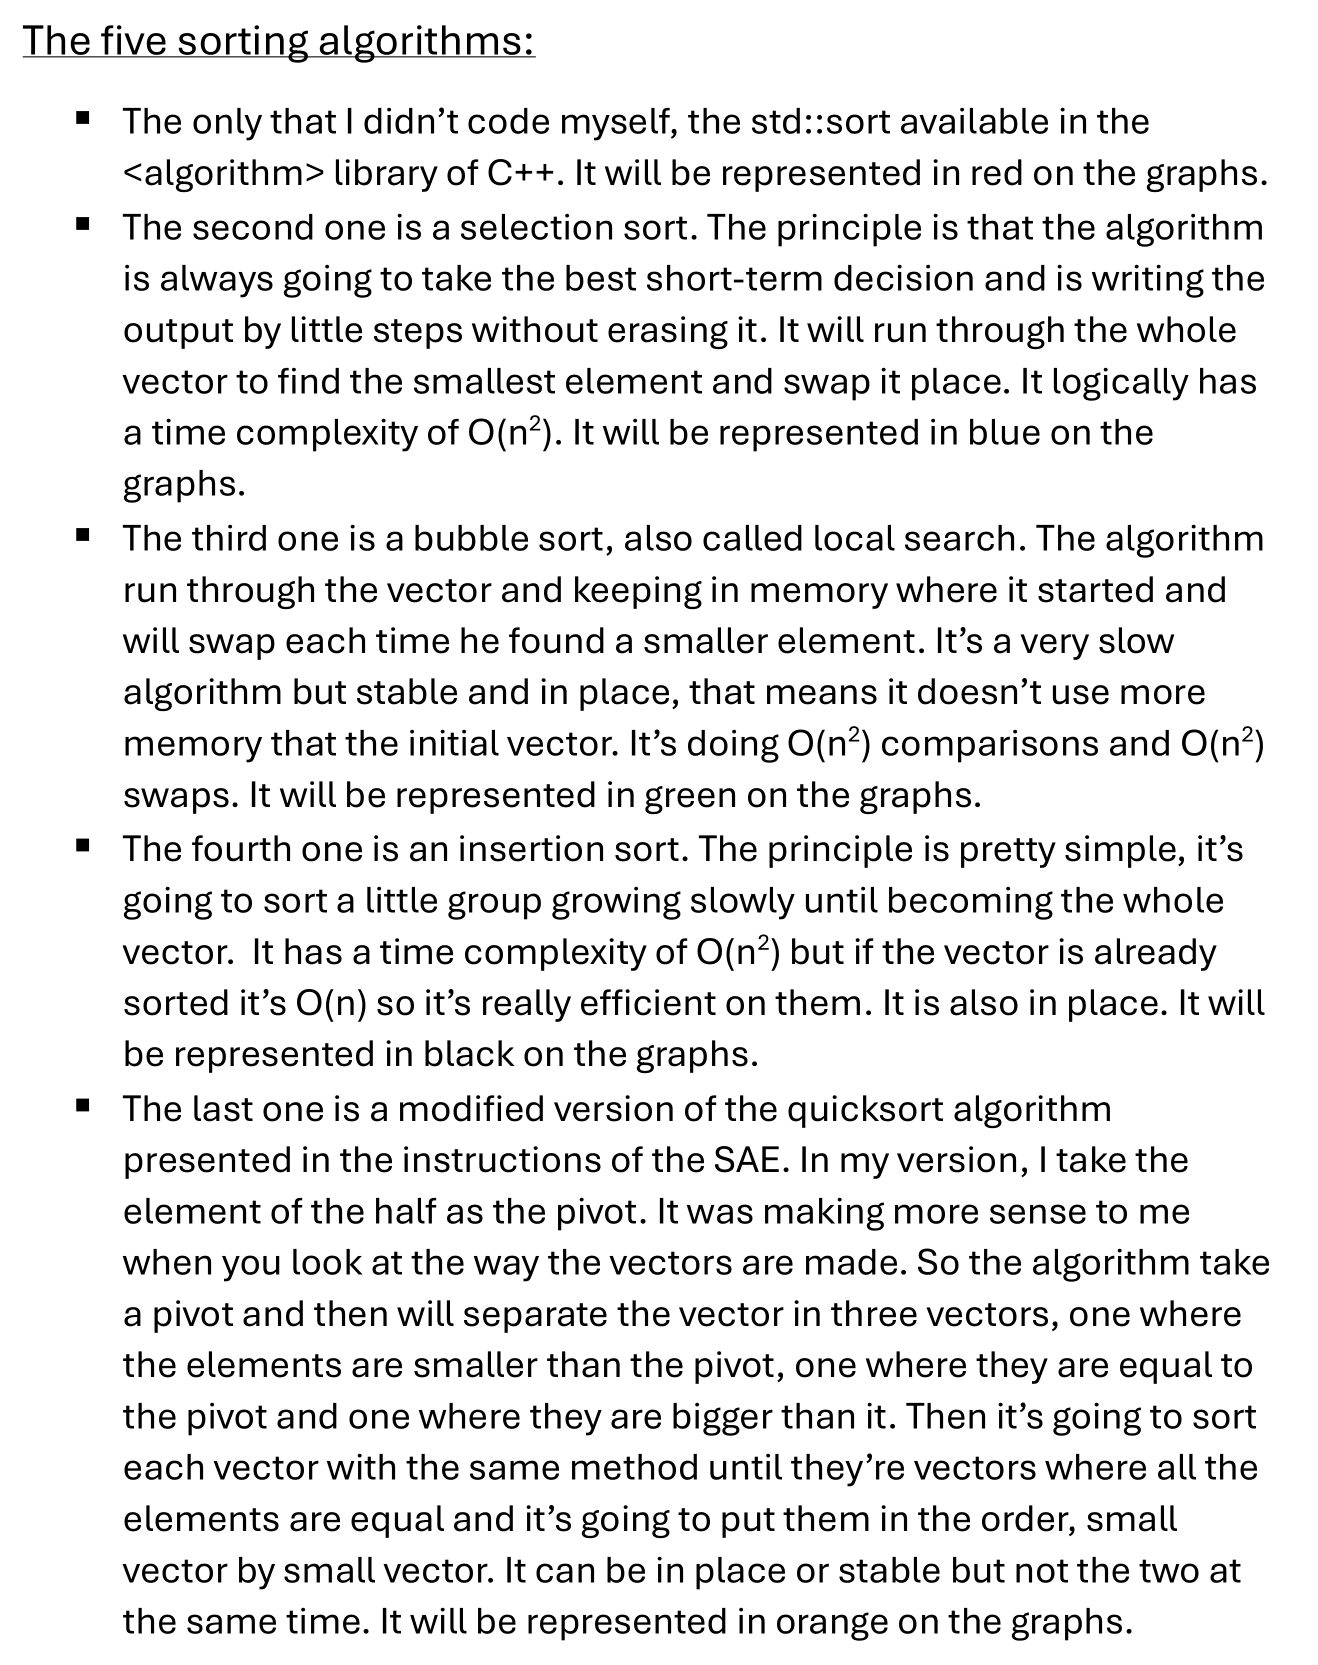 The five sorting algorithms:
▪ The only that I didn’t code myself, the std::sort available in the
<algorithm> library of C++. It will be represented in red on the graphs.
▪ The second one is a selection sort. The principle is that the algorithm
is always going to take the best short-term decision and is writing the
output by little steps without erasing it. It will run through the whole
vector to find the smallest element and swap it place. It logically has
a time complexity of O(n²). It will be represented in blue on the
graphs.
▪ The third one is a bubble sort, also called local search. The algorithm
run through the vector and keeping in memory where it started and
will swap each time he found a smaller element. It’s a very slow
algorithm but stable and in place, that means it doesn’t use more
memory that the initial vector. It’s doing O(n²) comparisons and O(n²)
swaps. It will be represented in green on the graphs.
▪ The fourth one is an insertion sort. The principle is pretty simple, it’s
going to sort a little group growing slowly until becoming the whole
vector.  It has a time complexity of O(n²) but if the vector is already
sorted it’s O(n) so it’s really efficient on them. It is also in place. It will
be represented in black on the graphs.
▪ The last one is a modified version of the quicksort algorithm
presented in the instructions of the SAE. In my version, I take the
element of the half as the pivot. It was making more sense to me
when you look at the way the vectors are made. So the algorithm take
a pivot and then will separate the vector in three vectors, one where
the elements are smaller than the pivot, one where they are equal to
the pivot and one where they are bigger than it. Then it’s going to sort
each vector with the same method until they’re vectors where all the
elements are equal and it’s going to put them in the order, small
vector by small vector. It can be in place or stable but not the two at
the same time. It will be represented in orange on the graphs.